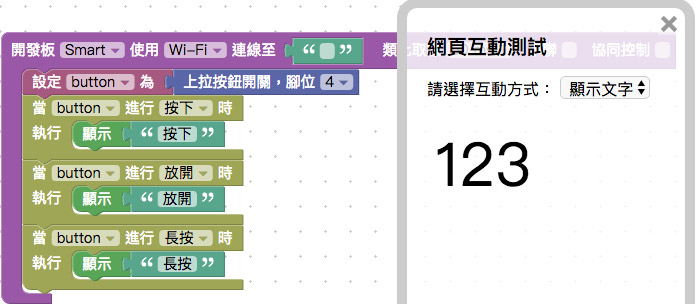 開發板 Smart 使用 Wi-Fi 連線至 “ ” 類比取 聯 協同控制
設定 button 為 上拉按鈕開關，腳位 4
當 button 進行 按下 時
執行 顯示 “ 按下 ”
當 button 進行 放開 時
執行 顯示 “ 放開 ”
當 button 進行 長按 時
執行 顯示 “ 長按 ”
網頁互動測試
請選擇互動方式： 顯示文字
123